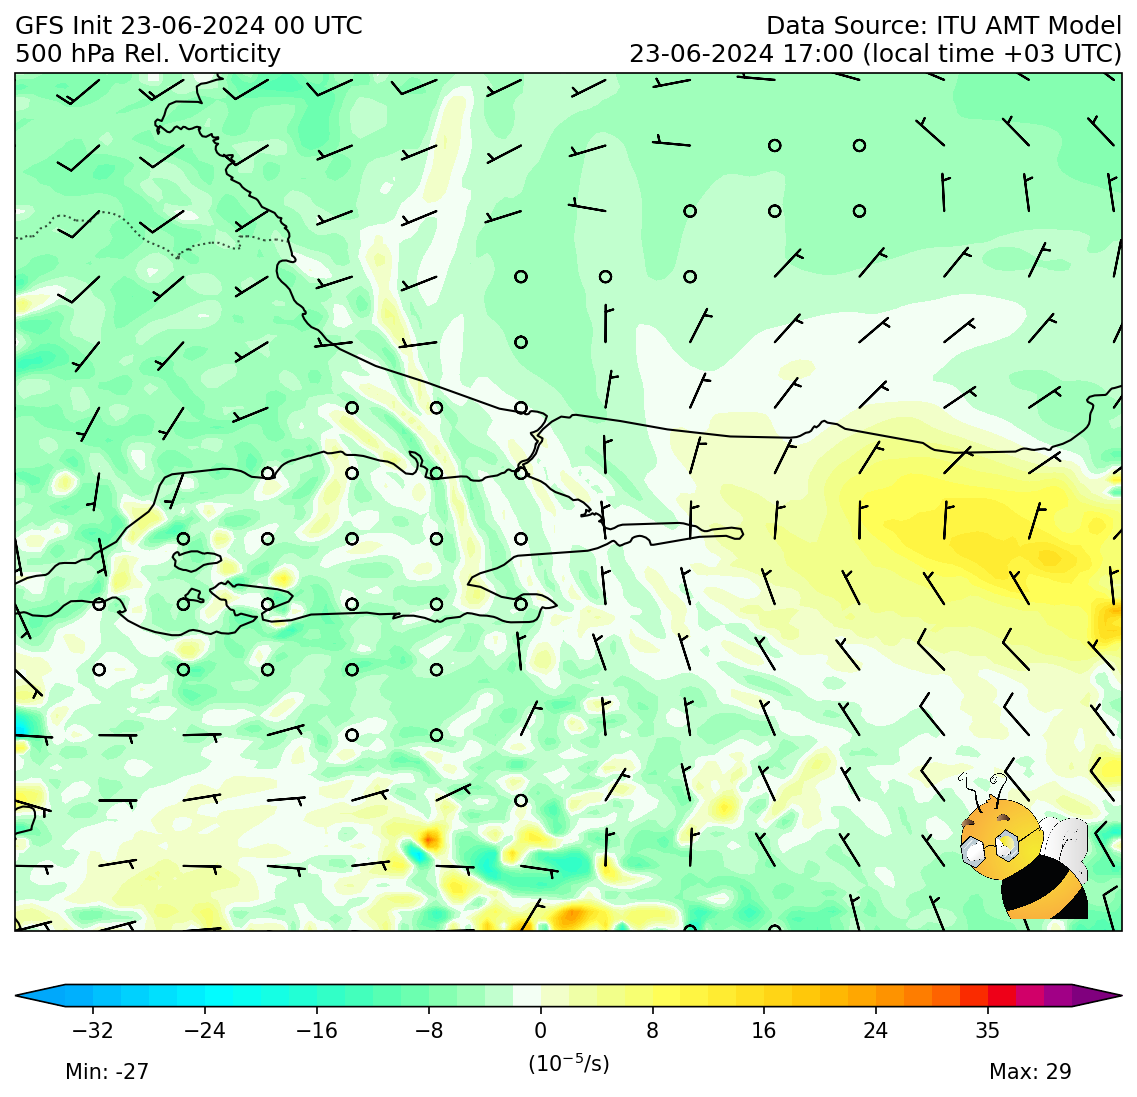 GFS Init 23-06-2024 00 UTC
Data Source: ITU AMT Model
500 hPa Rel. Vorticity
23-06-2024 17:00 (local time +03 UTC)
−32 −24 −16 −8 0 8 16 24 35
(10⁻⁵/s)
Min: -27
Max: 29